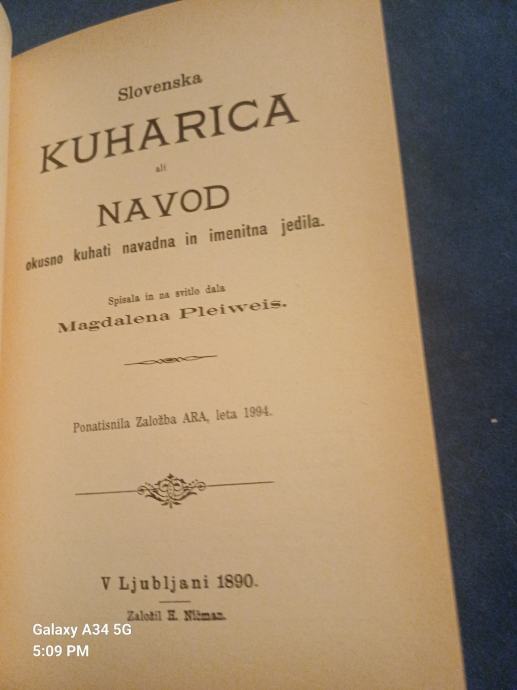 Slovenska
KUHARICA
ali
NAVOD
okusno kuhati navadna in imenitna jedila.
Spisala in na svitlo dala
Magdalena Pleiweis.
Ponatisnila Založba ARA, leta 1994.
V Ljubljani 1890.
Založil H. Ničman.
Galaxy A34 5G
5:09 PM